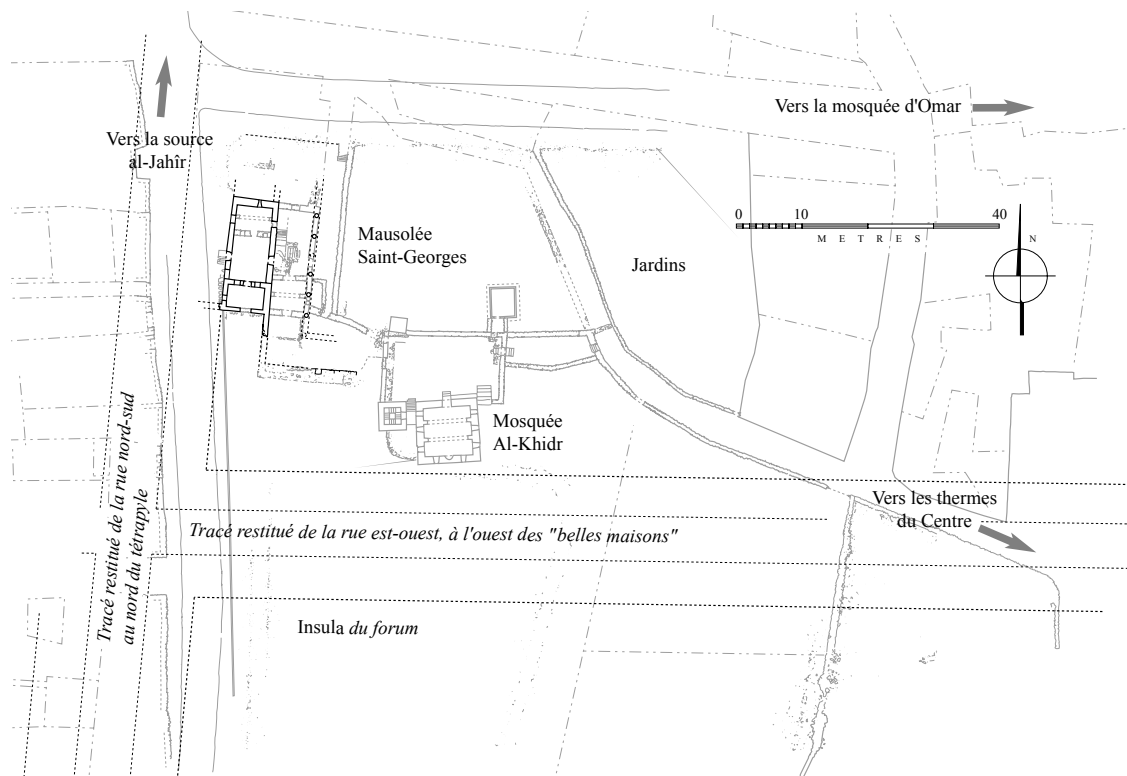 Vers la mosquée d'Omar
Vers la source
al-Jahîr
0 10 40
METRES
N
Mausolée
Saint-Georges
Jardins
Mosquée
Al-Khidr
Vers les thermes
du Centre
Tracé restitué de la rue est-ouest, à l'ouest des "belles maisons"
Tracé restitué de la rue nord-sud
au nord du tétrapyle
Insula du forum